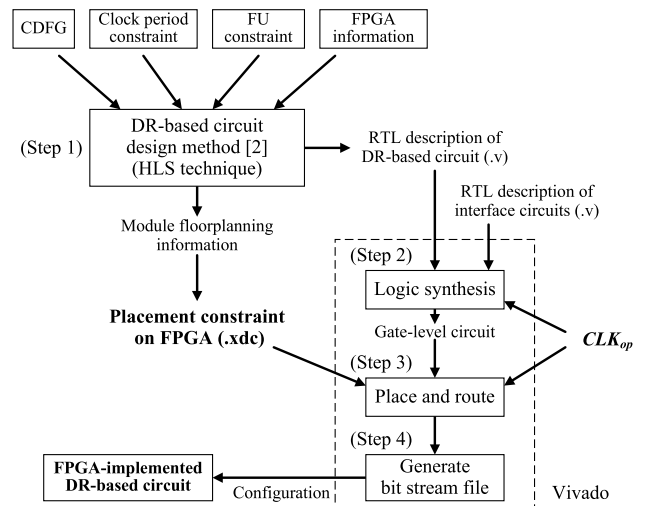 CDFG
Clock period
constraint
FU
constraint
FPGA
information
(Step 1)
DR-based circuit
design method [2]
(HLS technique)
RTL description of
DR-based circuit (.v)
RTL description of
interface circuits (.v)
Module floorplanning
information
Placement constraint
on FPGA (.xdc)
(Step 2)
Logic synthesis
Gate-level circuit
CLKop
(Step 3)
Place and route
(Step 4)
Generate
bit stream file
FPGA-implemented
DR-based circuit
Configuration
Vivado